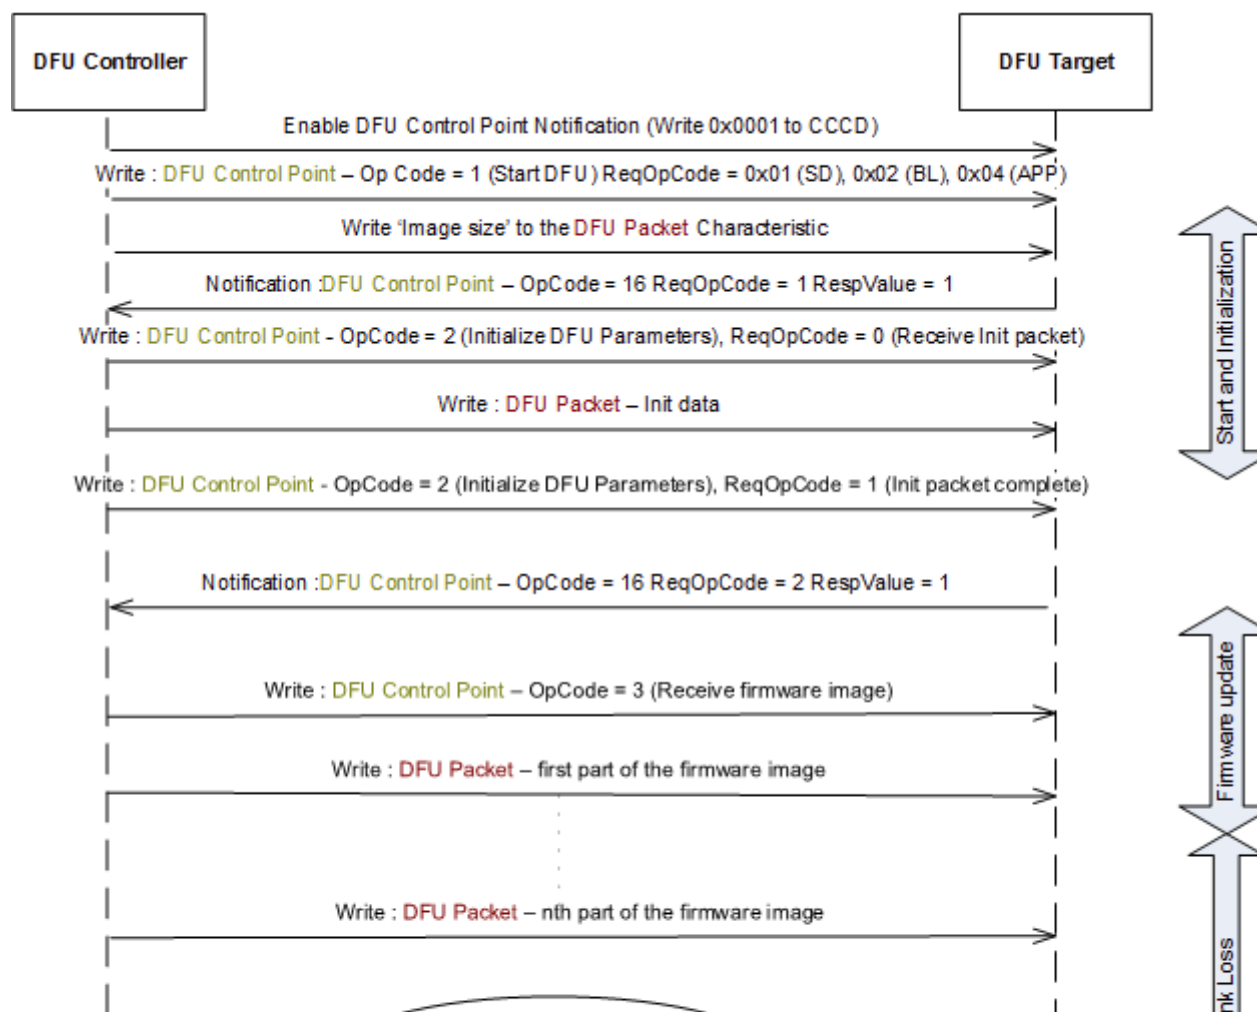 DFU Controller
DFU Target
Enable DFU Control Point Notification (Write 0x0001 to CCCD)
Write : DFU Control Point – Op Code = 1 (Start DFU) ReqOpCode = 0x01 (SD), 0x02 (BL), 0x04 (APP)
Write ‘Image size’ to the DFU Packet Characteristic
Notification :DFU Control Point – OpCode = 16 ReqOpCode = 1 RespValue = 1
Write : DFU Control Point - OpCode = 2 (Initialize DFU Parameters), ReqOpCode = 0 (Receive Init packet)
Write : DFU Packet – Init data
Write : DFU Control Point - OpCode = 2 (Initialize DFU Parameters), ReqOpCode = 1 (Init packet complete)
Start and Initialization
Notification :DFU Control Point – OpCode = 16 ReqOpCode = 2 RespValue = 1
Write : DFU Control Point – OpCode = 3 (Receive firmware image)
Write : DFU Packet – first part of the firmware image
Firmware update
Write : DFU Packet – nth part of the firmware image
nk Loss